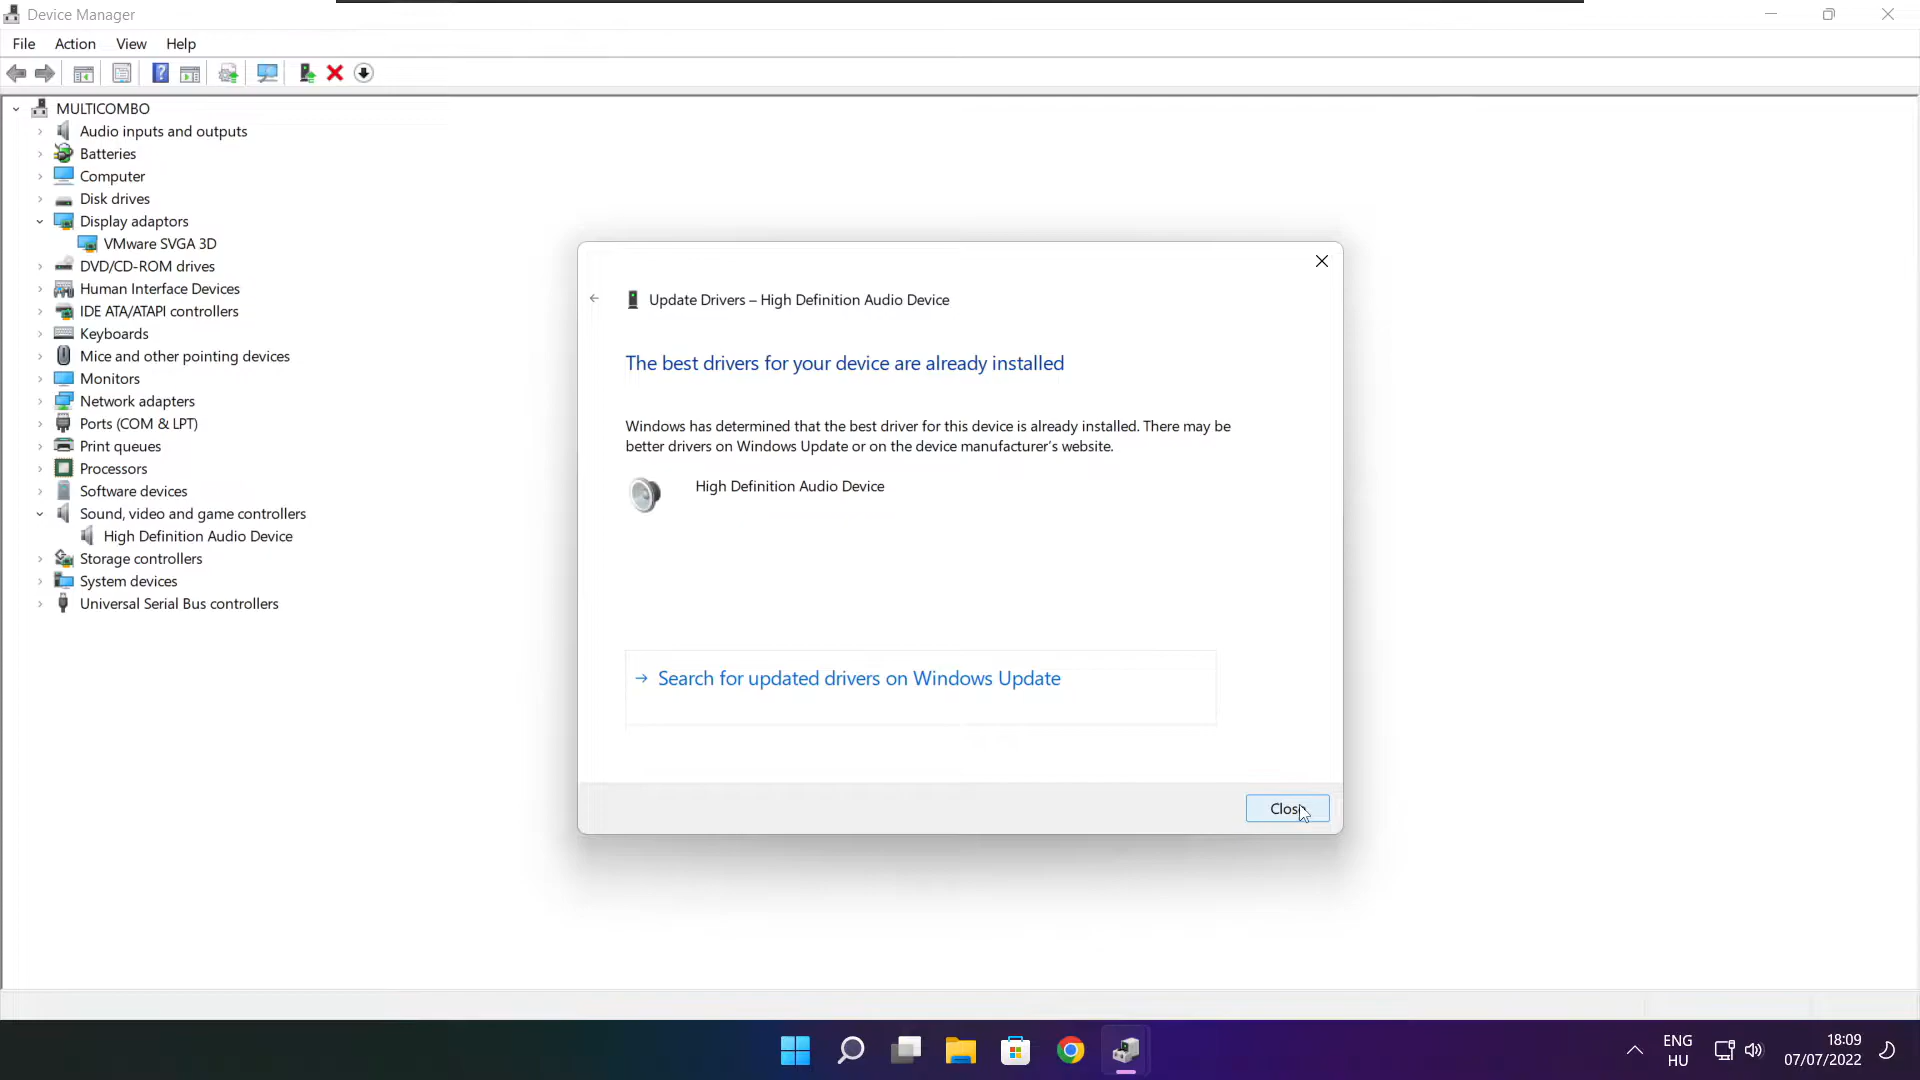 Device Manager
File Action View Help
MULTICOMBO
Audio inputs and outputs
Batteries
Computer
Disk drives
Display adaptors
VMware SVGA 3D
DVD/CD-ROM drives
Human Interface Devices
IDE ATA/ATAPI controllers
Keyboards
Mice and other pointing devices
Monitors
Network adapters
Ports (COM & LPT)
Print queues
Processors
Software devices
Sound, video and game controllers
High Definition Audio Device
Storage controllers
System devices
Universal Serial Bus controllers
Update Drivers – High Definition Audio Device
The best drivers for your device are already installed
Windows has determined that the best driver for this device is already installed. There may be
better drivers on Windows Update or on the device manufacturer's website.
High Definition Audio Device
Search for updated drivers on Windows Update
Close
ENG
HU
18:09
07/07/2022